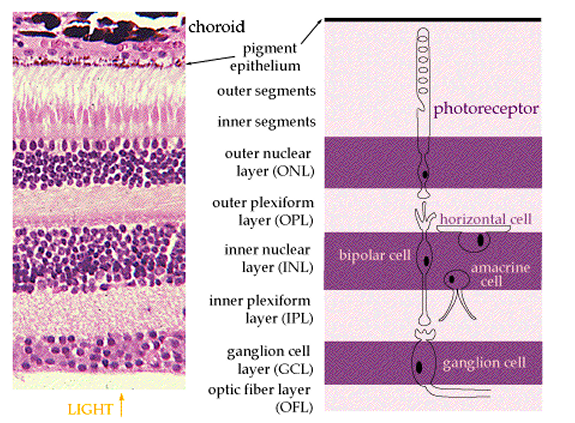 choroid
pigment
epithelium
outer segments
inner segments
outer nuclear
layer (ONL)
outer plexiform
layer (OPL)
inner nuclear
layer (INL)
inner plexiform
layer (IPL)
ganglion cell
layer (GCL)
optic fiber layer
(OFL)
LIGHT
photoreceptor
horizontal cell
bipolar cell
amacrine
cell
ganglion cell